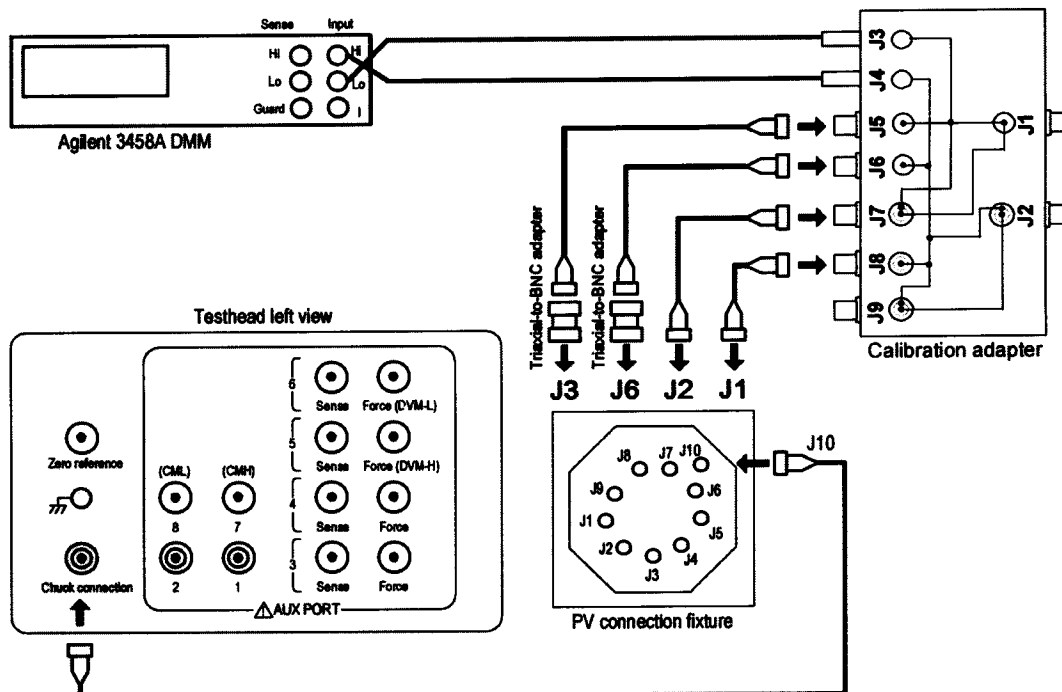 Sense Input
Hi Hi
Lo Lo
Guard I
Agilent 3458A DMM
J3
J4
J5
J6
J7
J8
J9
J1
J2
Calibration adapter
Triaxial-to-BNC adapter
Triaxial-to-BNC adapter
J3 J6 J2 J1
Testhead left view
Zero reference
Chuck connection
(CML) (CMH)
8 7
2 1
6
Sense Force (DVM-L)
5
Sense Force (DVM-H)
4
Sense Force
3
Sense Force
AUX PORT
J8 J7 J10
J9 J6
J1 J5
J2 J4
J3
PV connection fixture
J10